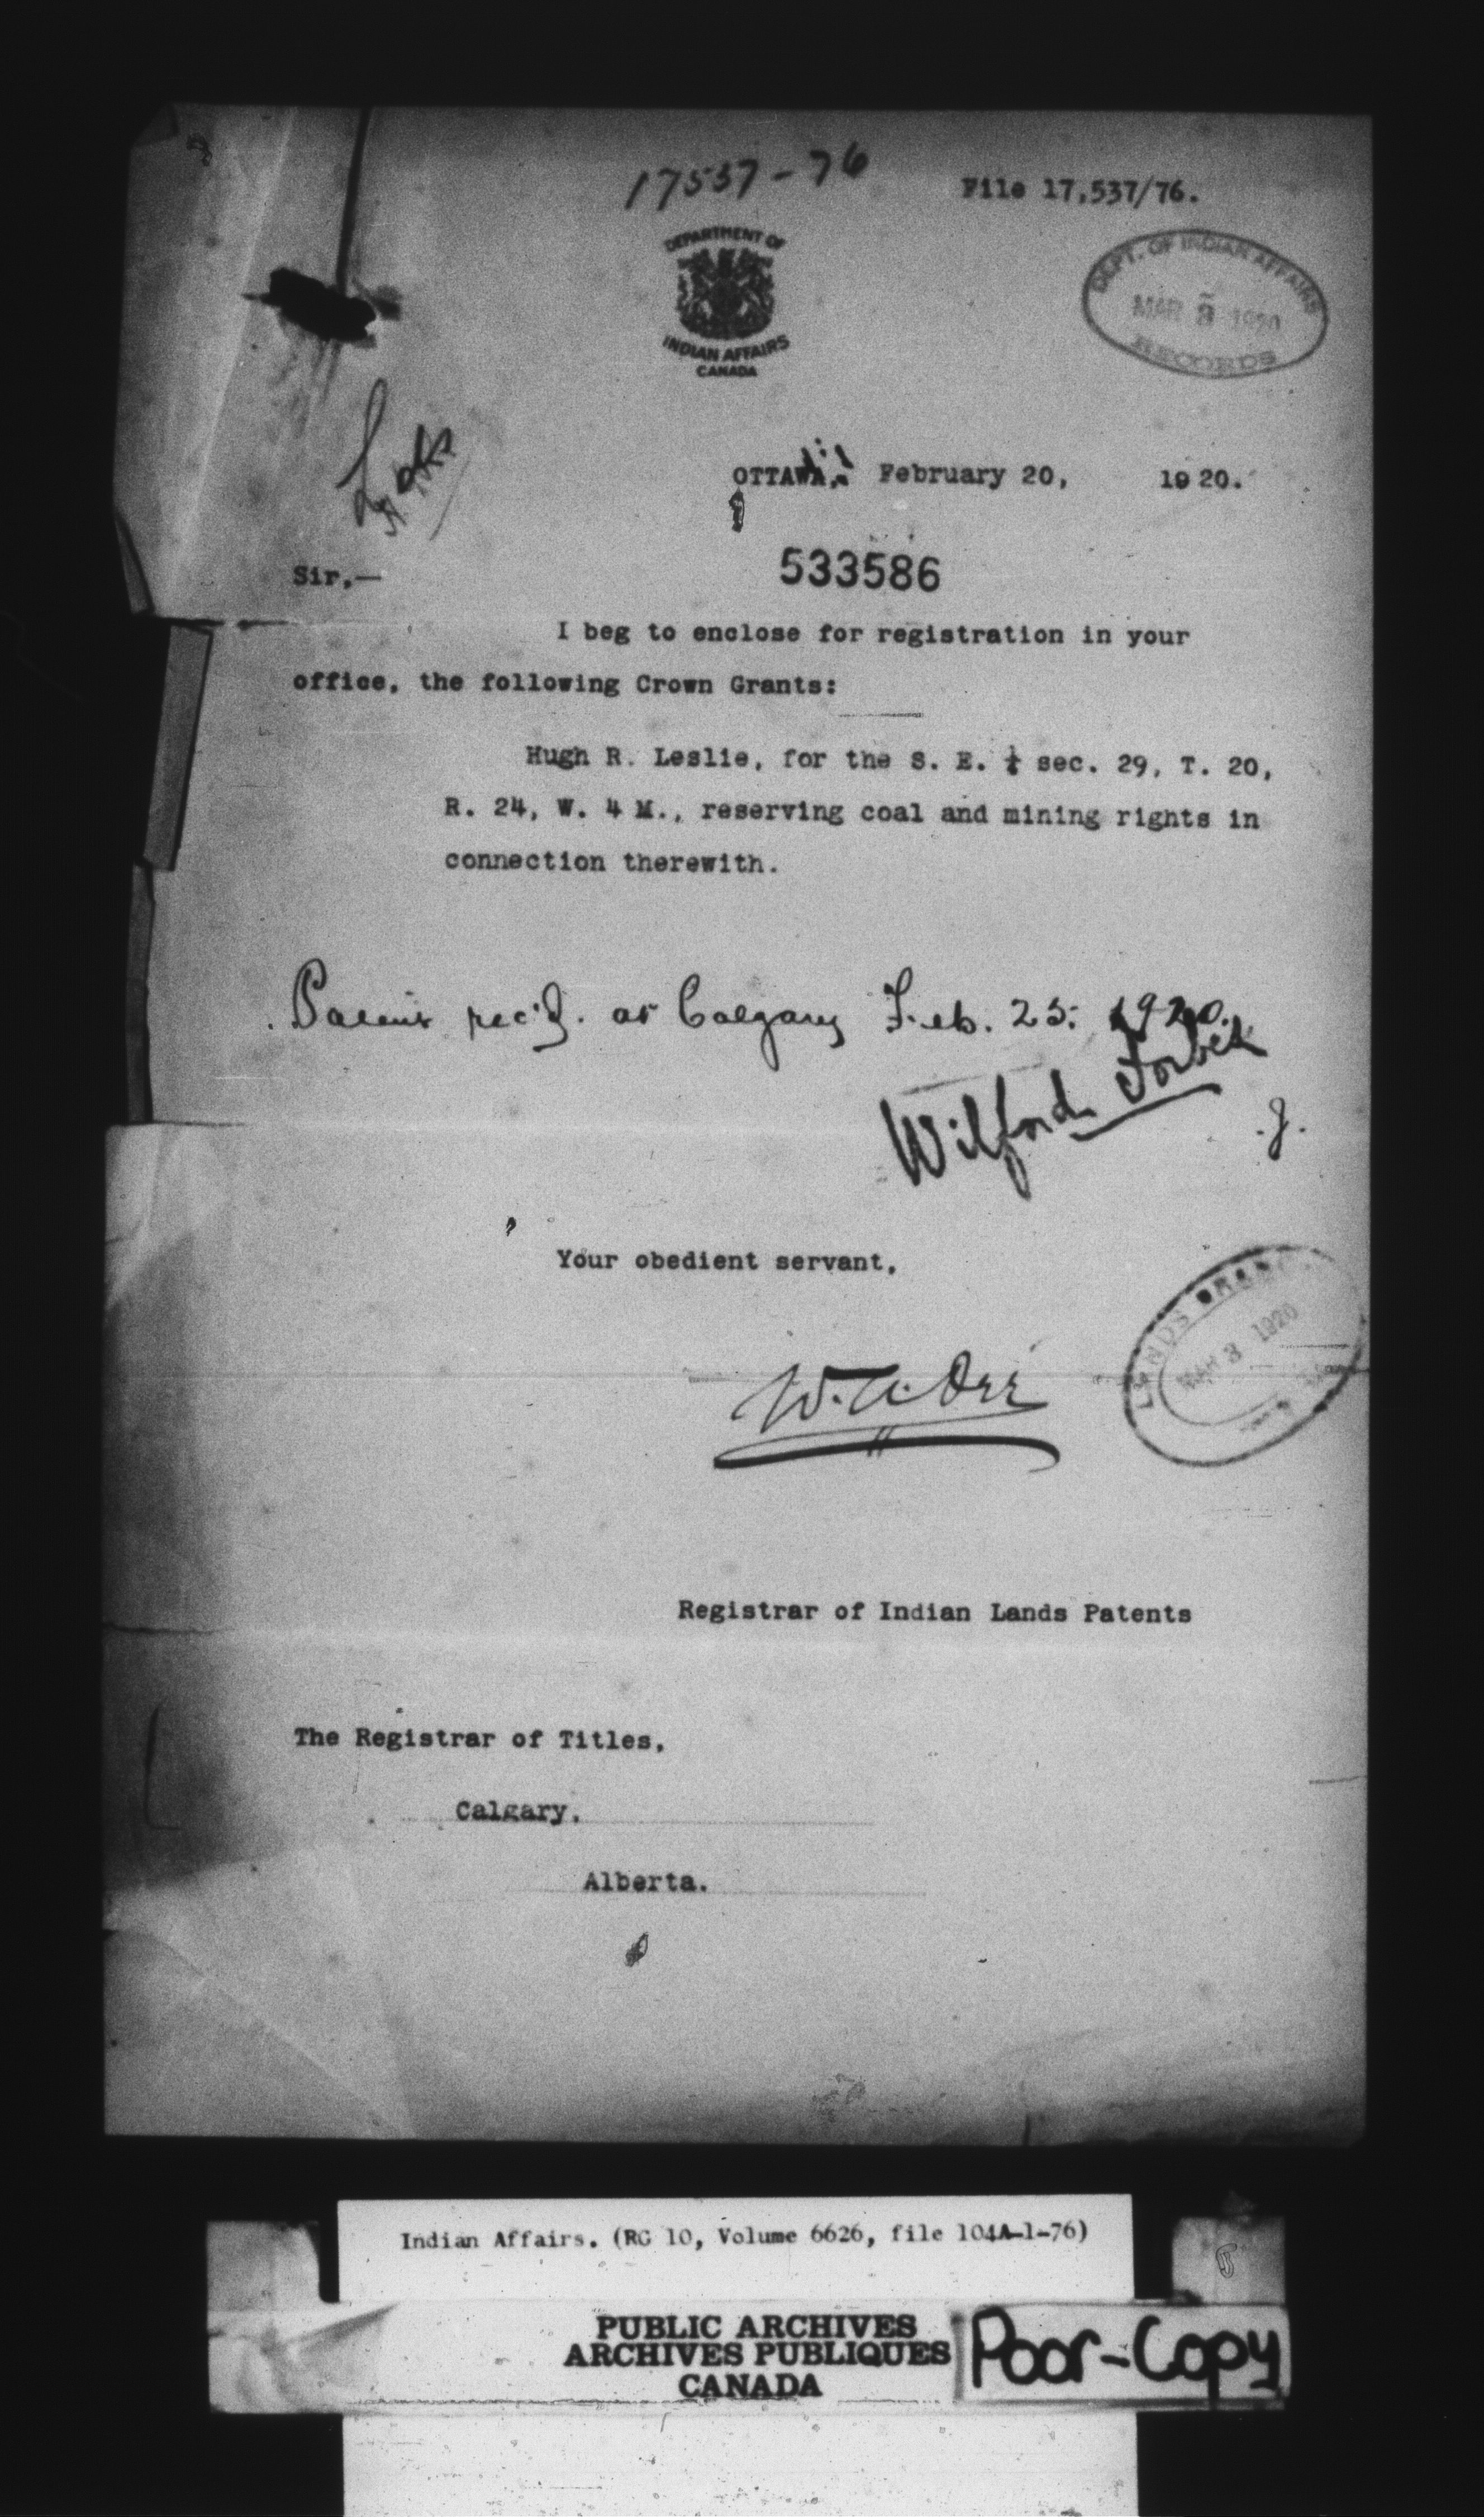 17537-76
File 17,537/76.
DEPARTMENT OF
INDIAN AFFAIRS
CANADA
DEPT. OF INDIAN AFFAIRS
MAR 3 1920
RECORDS
OTTAWA, February 20, 1920.
533586
Sir,—
I beg to enclose for registration in your
office, the following Crown Grants:
Hugh R. Leslie, for the S. E. ¼ sec. 29, T. 20,
R. 24, W. 4 M., reserving coal and mining rights in
connection therewith.
Patent rec'd. at Calgary Feb. 25. 1920.
Wilford Forbes
Your obedient servant,
W.A. Orr
LANDS BRANCH
MAR 3 1920
Registrar of Indian Lands Patents
The Registrar of Titles,
Calgary,
Alberta.
Indian Affairs. (RG 10, Volume 6626, file 104A-1-76)
PUBLIC ARCHIVES
ARCHIVES PUBLIQUES
CANADA
Poor-Copy